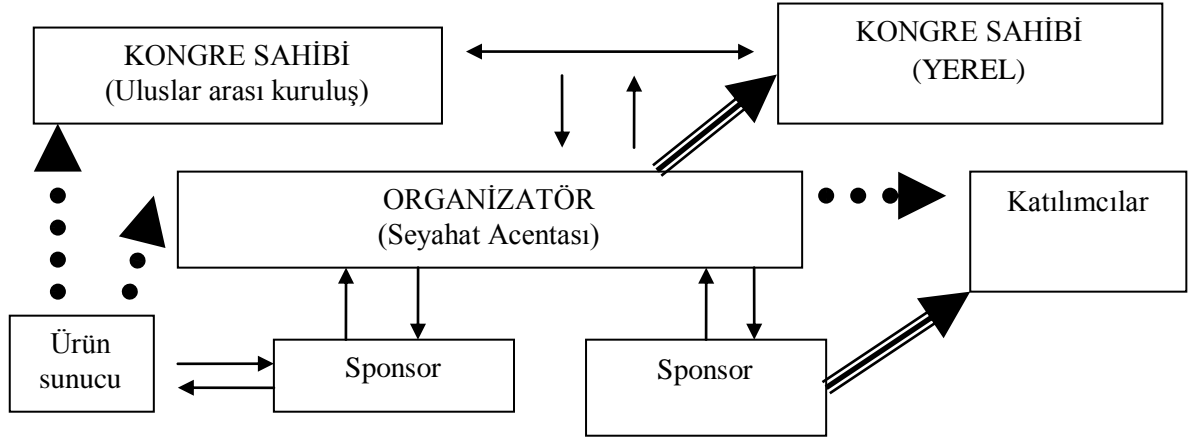 KONGRE SAHİBİ
(Uluslar arası kuruluş)
KONGRE SAHİBİ
(YEREL)
ORGANİZATÖR
(Seyahat Acentası)
Katılımcılar
Ürün
sunucu
Sponsor
Sponsor